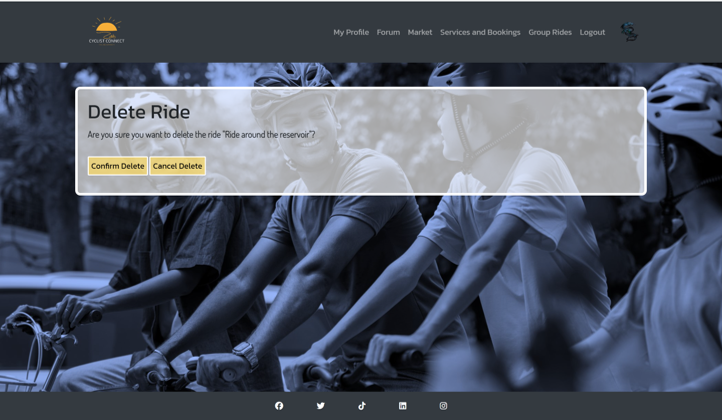 CYCLIST CONNECT
My Profile Forum Market Services and Bookings Group Rides Logout
Delete Ride
Are you sure you want to delete the ride "Ride around the reservoir"?
Confirm Delete Cancel Delete